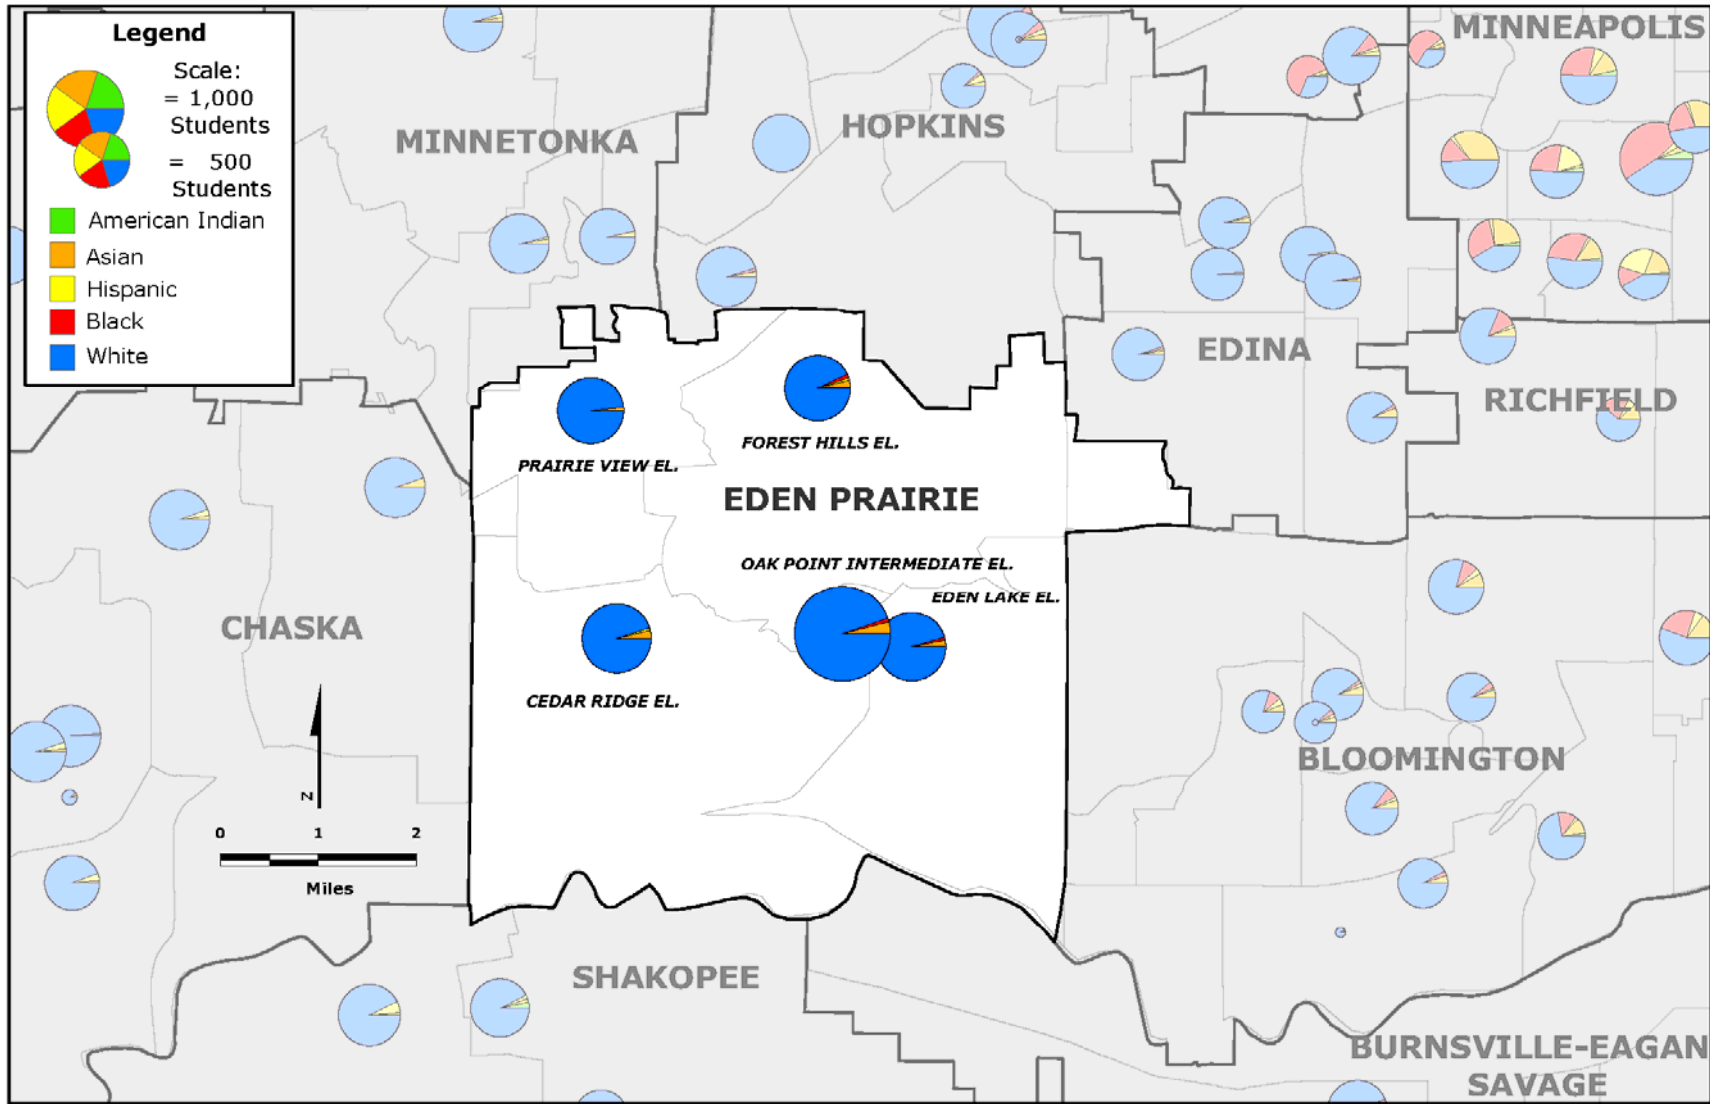 Legend
Scale:
= 1,000
Students
= 500
Students
American Indian
Asian
Hispanic
Black
White
MINNEAPOLIS
MINNETONKA
HOPKINS
EDINA
RICHFIELD
FOREST HILLS EL.
PRAIRIE VIEW EL.
EDEN PRAIRIE
OAK POINT INTERMEDIATE EL.
EDEN LAKE EL.
CHASKA
CEDAR RIDGE EL.
BLOOMINGTON
N
0 1 2
Miles
SHAKOPEE
BURNSVILLE-EAGAN
SAVAGE